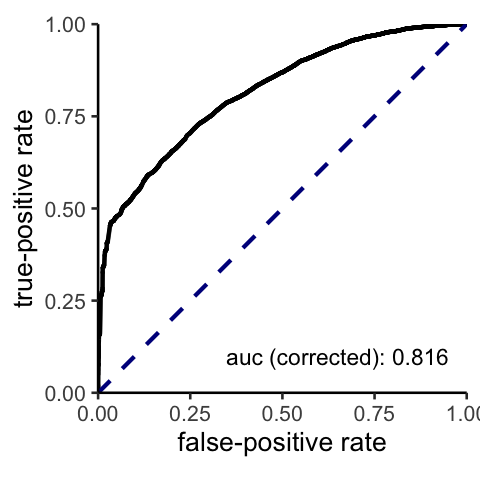 1.00
0.75
0.50
0.25
0.00
true-positive rate
auc (corrected): 0.816
0.00 0.25 0.50 0.75 1.00
false-positive rate